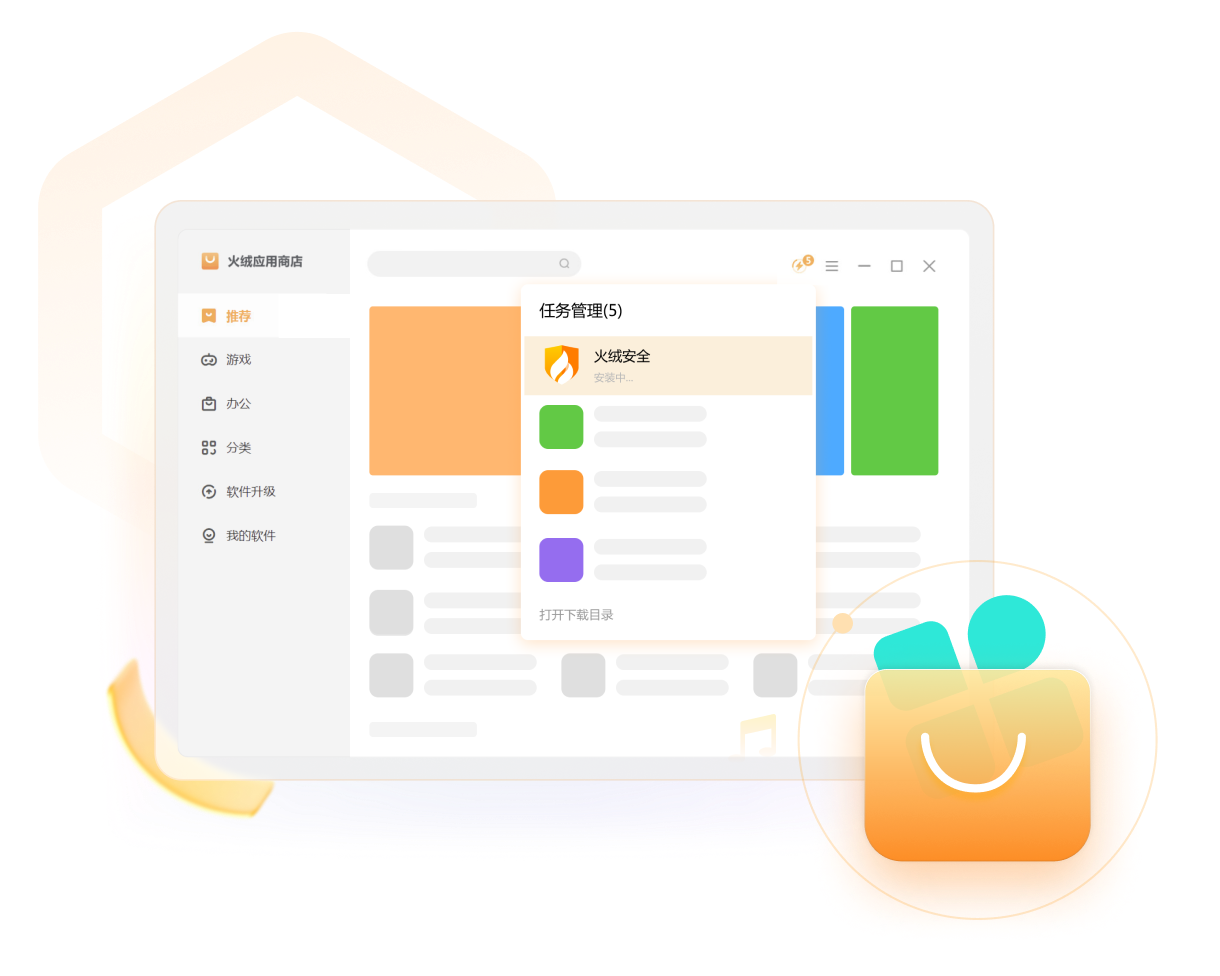 火绒应用商店
5
推荐
游戏
办公
分类
软件升级
我的软件
任务管理(5)
火绒安全
安装中...
打开下载目录